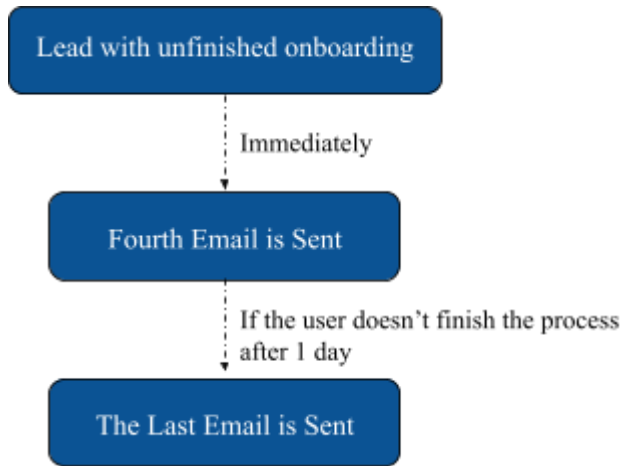 Lead with unfinished onboarding
Immediately
Fourth Email is Sent
If the user doesn’t finish the process
after 1 day
The Last Email is Sent